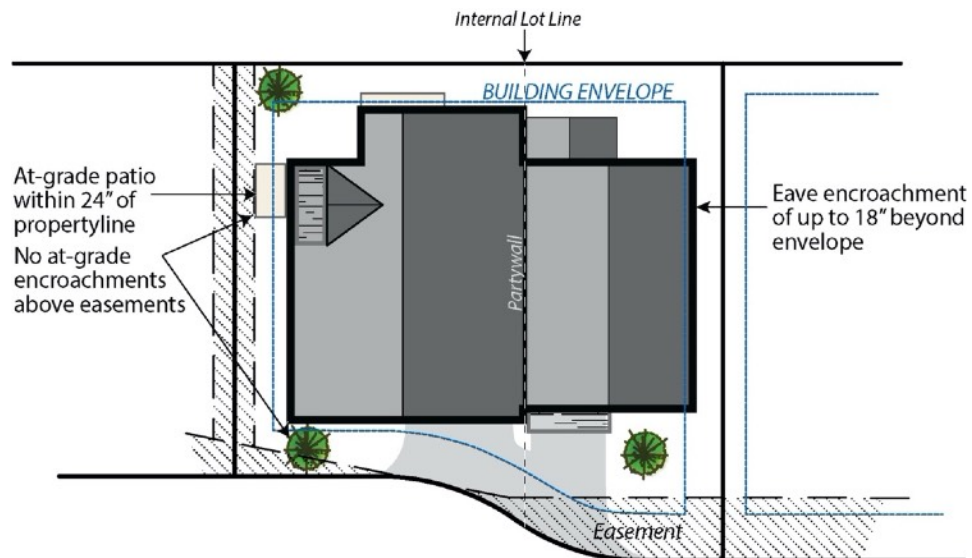 Internal Lot Line
BUILDING ENVELOPE
At-grade patio
within 24" of
propertyline
No at-grade
encroachments
above easements
Eave encroachment
of up to 18" beyond
envelope
Partywall
Easement